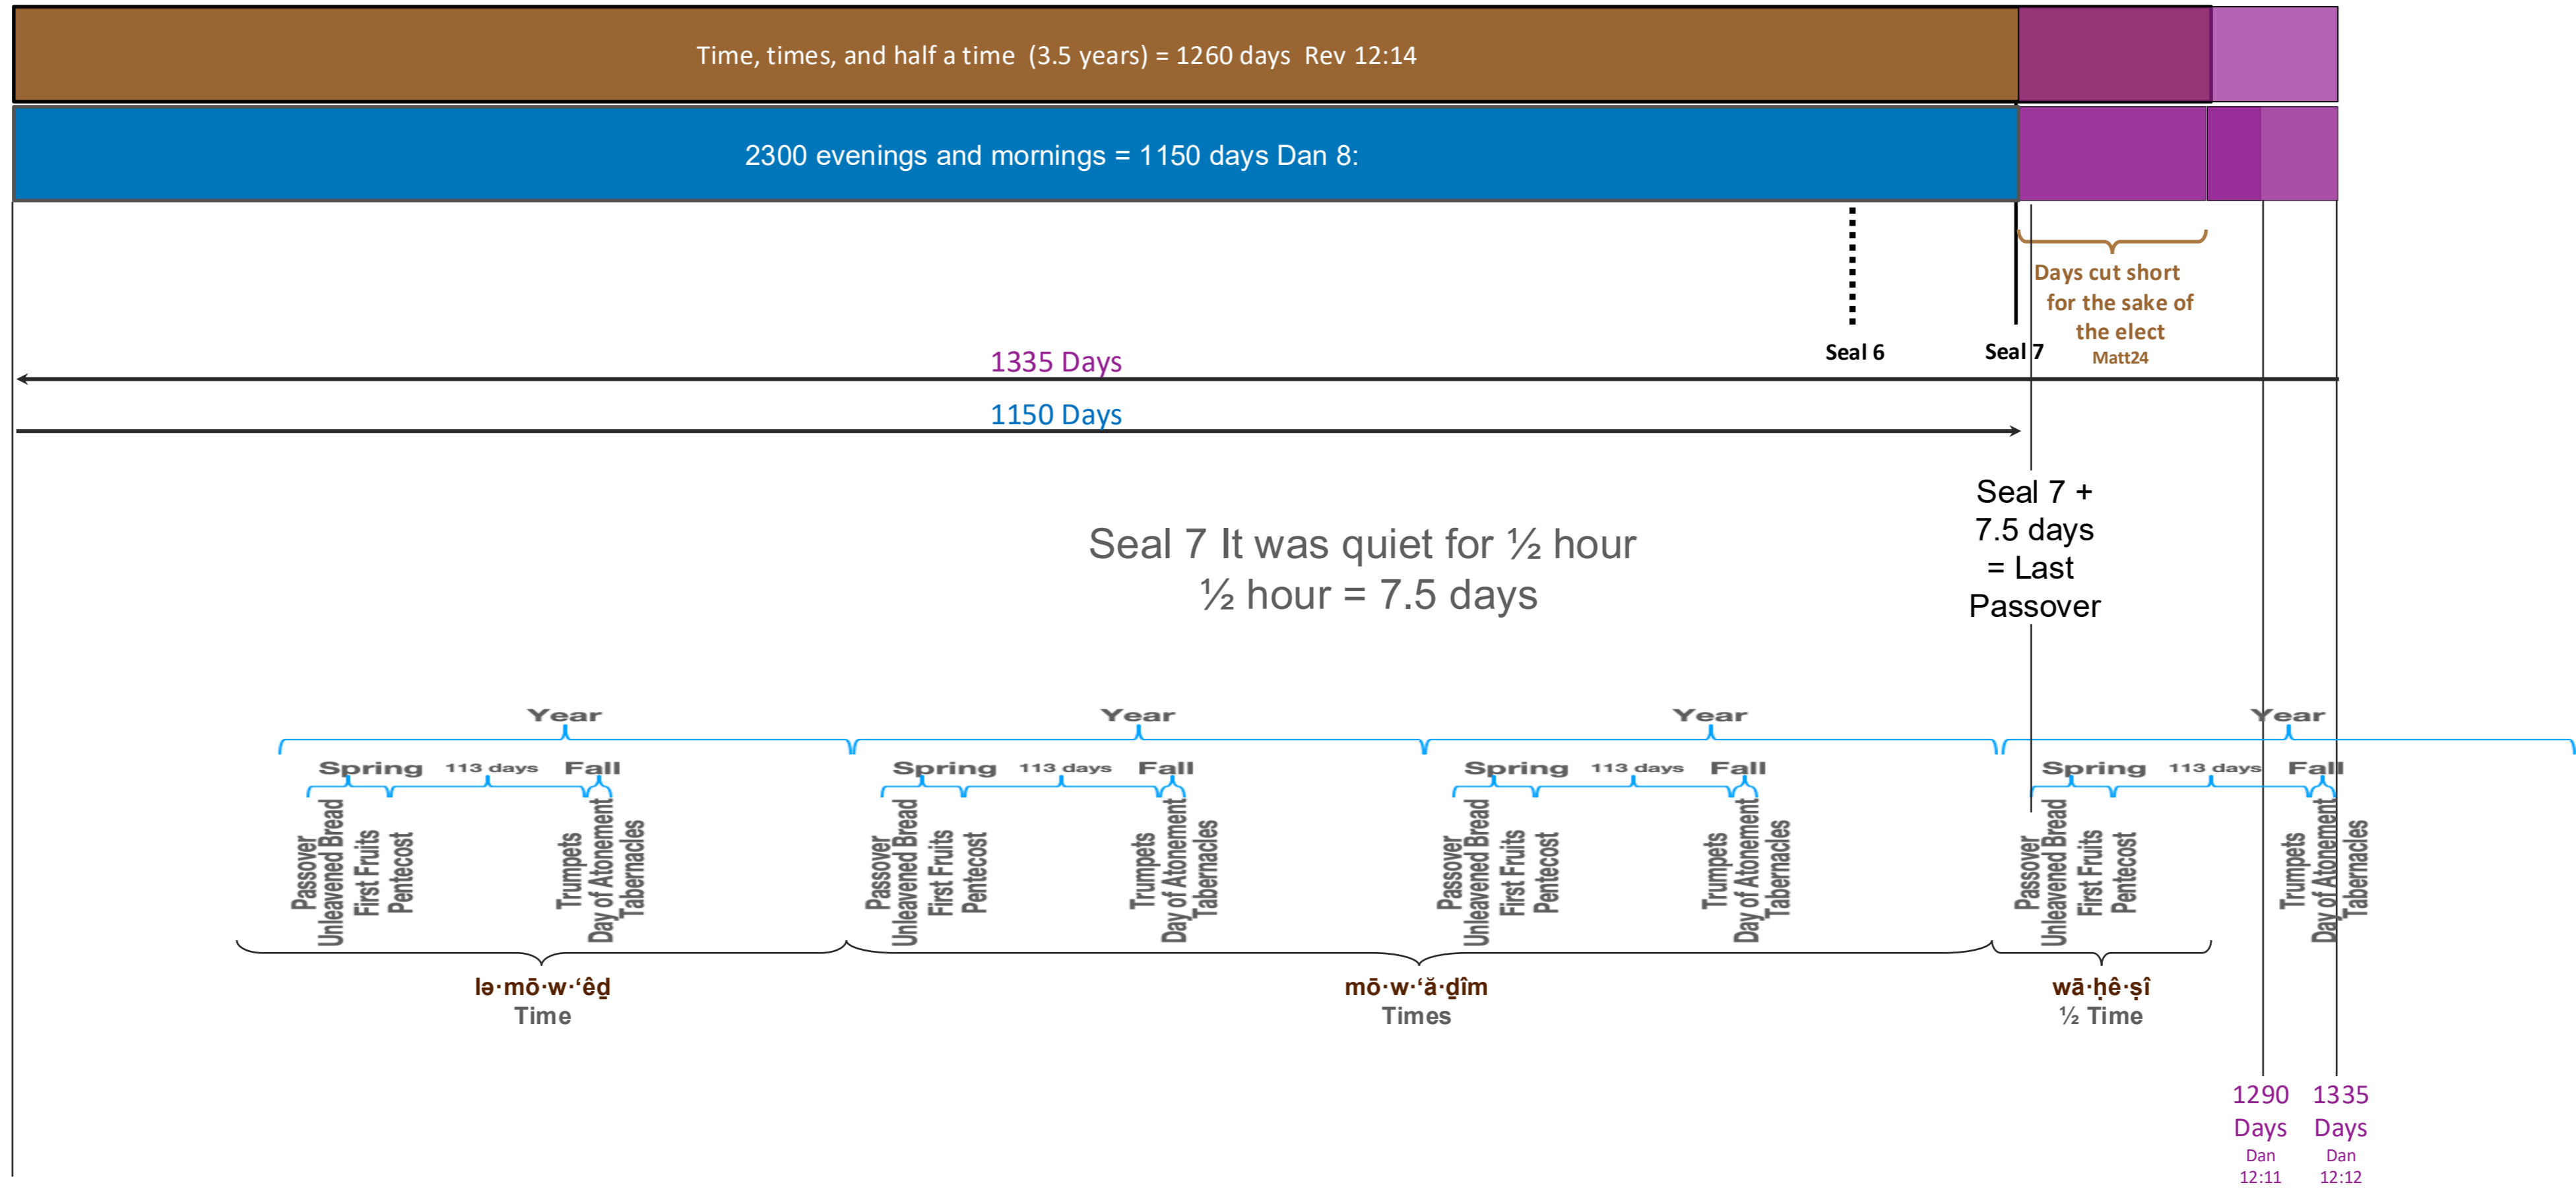 Time, times, and half a time  (3.5 years) = 1260 days  Rev 12:14
2300 evenings and mornings = 1150 days Dan 8:
Days cut short
for the sake of
the elect
Matt24
Seal 6
Seal 7
1335 Days
1150 Days
Seal 7 +
7.5 days
= Last
Passover
Seal 7 It was quiet for ½ hour
½ hour = 7.5 days
Year
Year
Year
Year
Spring 113 days Fall
Spring 113 days Fall
Spring 113 days Fall
Spring 113 days Fall
Passover
Unleavened Bread
First Fruits
Pentecost
Trumpets
Day of Atonement
Tabernacles
Passover
Unleavened Bread
First Fruits
Pentecost
Trumpets
Day of Atonement
Tabernacles
Passover
Unleavened Bread
First Fruits
Pentecost
Trumpets
Day of Atonement
Tabernacles
Passover
Unleavened Bread
First Fruits
Pentecost
Trumpets
Day of Atonement
Tabernacles
lə·mō·w·‘êḏ
Time
mō·w·‘ă·ḏîm
Times
wā·ḥê·ṣî
½ Time
1290
Days
Dan
12:11
1335
Days
Dan
12:12